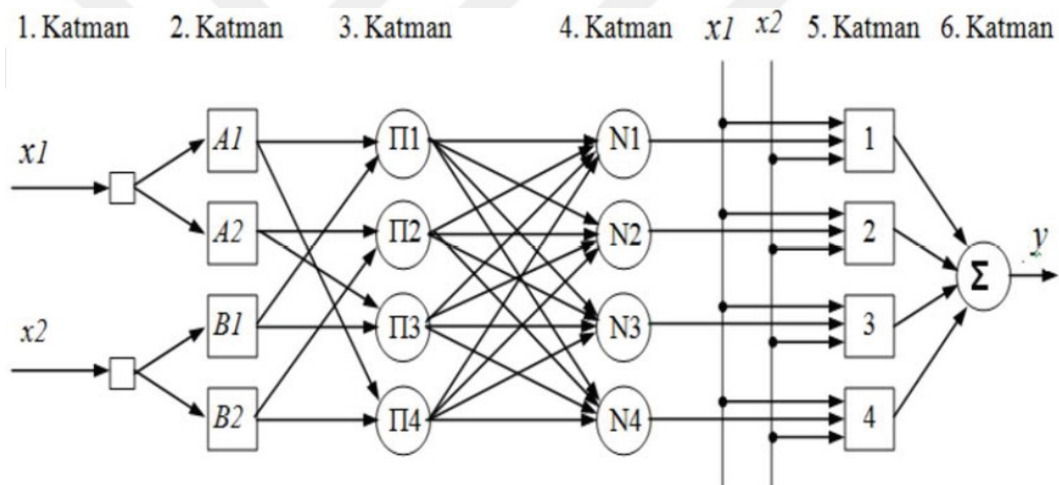 1. Katman 2. Katman 3. Katman 4. Katman x1 x2 5. Katman 6. Katman
x1
A1 Π1 N1 1
A2 Π2 N2 2
y
Σ
x2
B1 Π3 N3 3
B2 Π4 N4 4